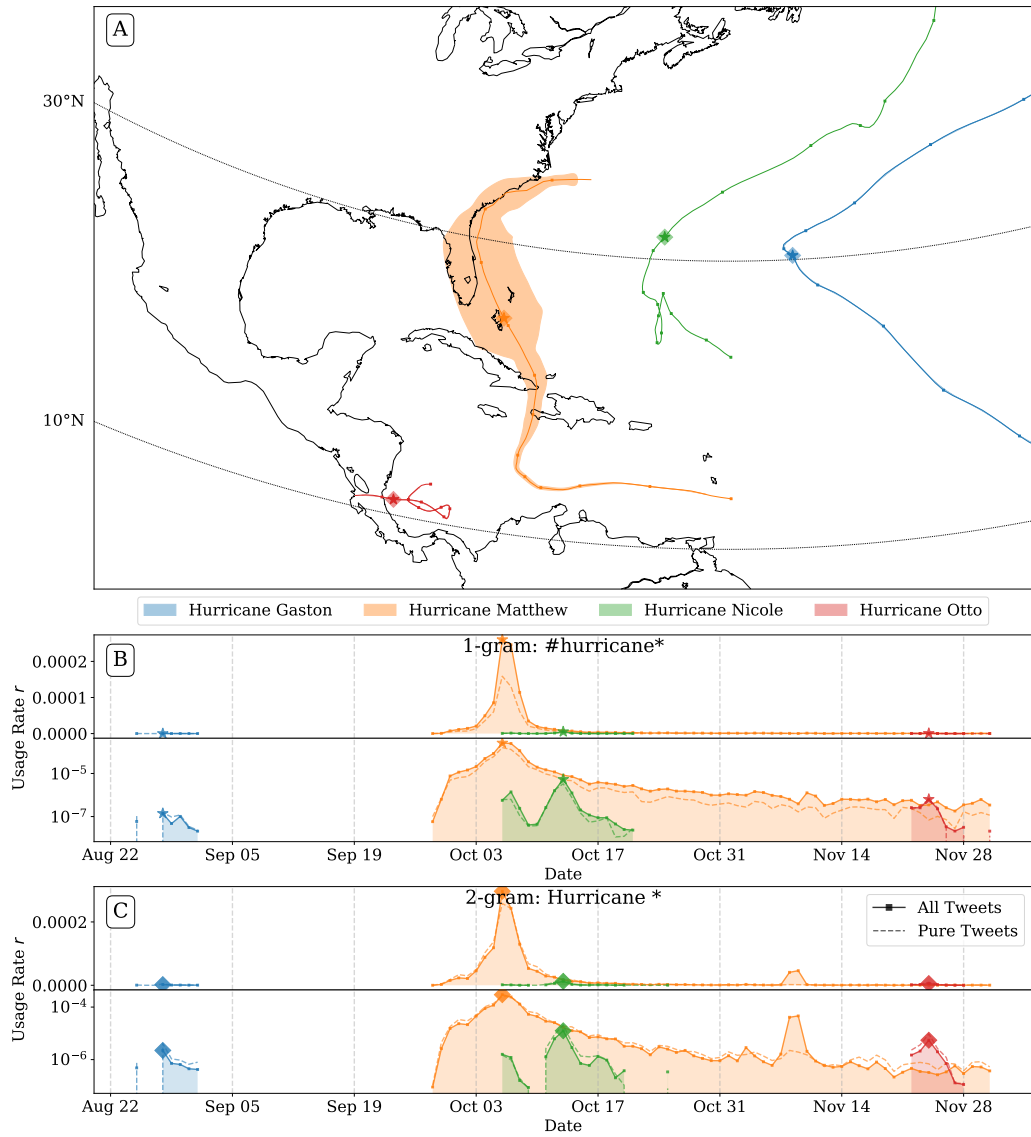 A
30°N
10°N
Hurricane Gaston
Hurricane Matthew
Hurricane Nicole
Hurricane Otto
B
1-gram: #hurricane*
0.0002
0.0001
0.0000
Usage Rate r
10⁻⁵
10⁻⁷
Aug 22 Sep 05 Sep 19 Oct 03 Oct 17 Oct 31 Nov 14 Nov 28
Date
C
2-gram: Hurricane *
All Tweets
Pure Tweets
0.0002
0.0000
Usage Rate r
10⁻⁴
10⁻⁶
Aug 22 Sep 05 Sep 19 Oct 03 Oct 17 Oct 31 Nov 14 Nov 28
Date